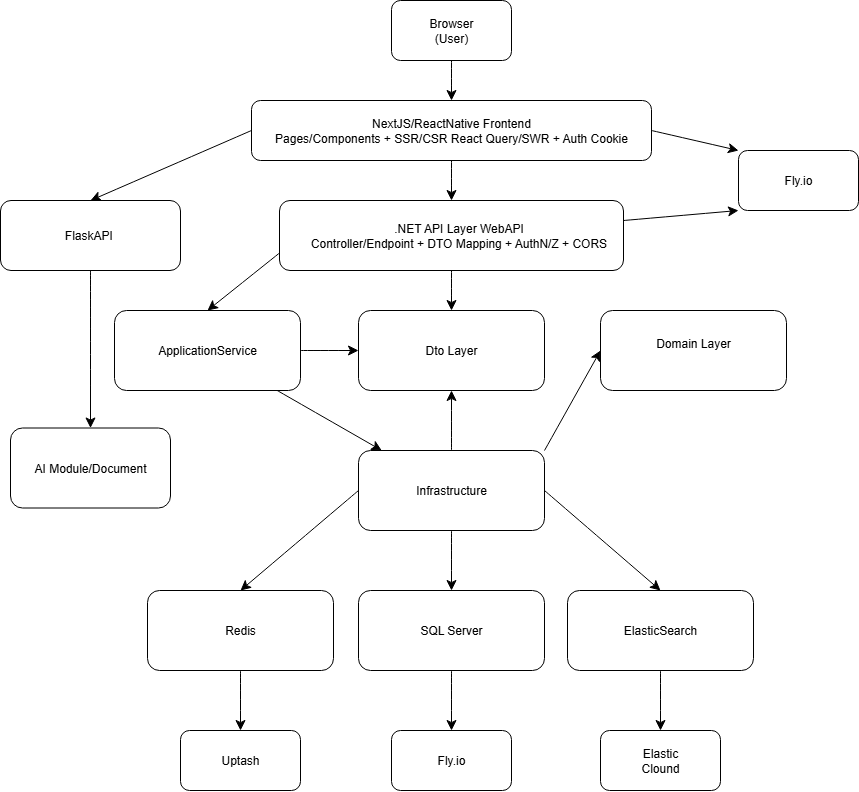 Browser
(User)
NextJS/ReactNative Frontend
Pages/Components + SSR/CSR React Query/SWR + Auth Cookie
Fly.io
FlaskAPI
.NET API Layer WebAPI
Controller/Endpoint + DTO Mapping + AuthN/Z + CORS
ApplicationService
Dto Layer
Domain Layer
AI Module/Document
Infrastructure
Redis
SQL Server
ElasticSearch
Uptash
Fly.io
Elastic
Clound